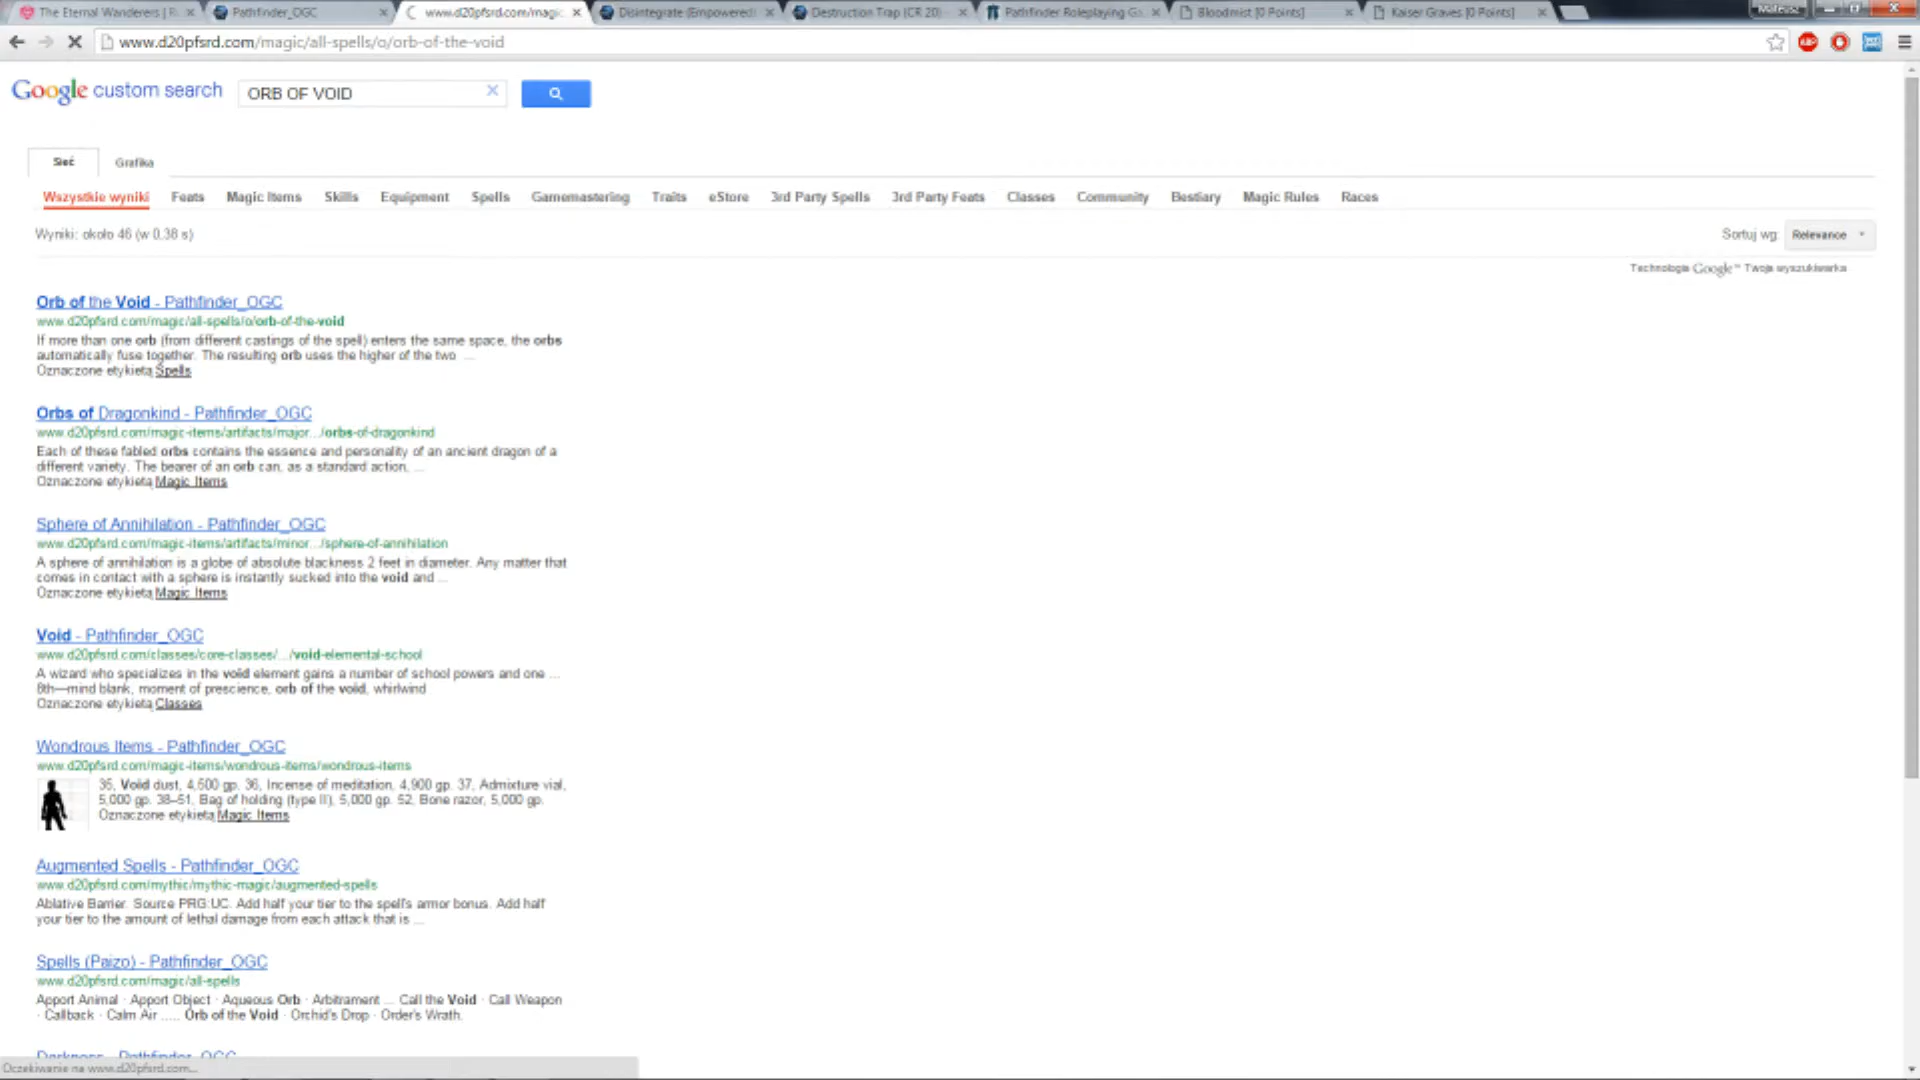 The Eternal Wanderers | R
Pathfinder_OGC
www.d20pfsrd.com/magic
Disintegrate (Empowered)
Destruction Trap (CR 20)
Pathfinder Roleplaying Ga
Bloodmist [0 Points]
Kaiser Graves [0 Points]
Mateusz
www.d20pfsrd.com/magic/all-spells/o/orb-of-the-void
Google custom search
ORB OF VOID
Sieć
Grafika
Wszystkie wyniki
Feats
Magic Items
Skills
Equipment
Spells
Gamemastering
Traits
eStore
3rd Party Spells
3rd Party Feats
Classes
Community
Bestiary
Magic Rules
Races
Wyniki: około 46 (w 0,38 s)
Sortuj wg:
Relevance
Technologia Google™ Twoja wyszukiwarka
Orb of the Void - Pathfinder_OGC
www.d20pfsrd.com/magic/all-spells/o/orb-of-the-void
If more than one orb (from different castings of the spell) enters the same space, the orbs
automatically fuse together. The resulting orb uses the higher of the two ...
Oznaczone etykietą Spells
Orbs of Dragonkind - Pathfinder_OGC
www.d20pfsrd.com/magic-items/artifacts/major.../orbs-of-dragonkind
Each of these fabled orbs contains the essence and personality of an ancient dragon of a
different variety. The bearer of an orb can, as a standard action, ...
Oznaczone etykietą Magic Items
Sphere of Annihilation - Pathfinder_OGC
www.d20pfsrd.com/magic-items/artifacts/minor.../sphere-of-annihilation
A sphere of annihilation is a globe of absolute blackness 2 feet in diameter. Any matter that
comes in contact with a sphere is instantly sucked into the void and ...
Oznaczone etykietą Magic Items
Void - Pathfinder_OGC
www.d20pfsrd.com/classes/core-classes/.../void-elemental-school
A wizard who specializes in the void element gains a number of school powers and one ...
8th—mind blank, moment of prescience, orb of the void, whirlwind
Oznaczone etykietą Classes
Wondrous Items - Pathfinder_OGC
www.d20pfsrd.com/magic-items/wondrous-items/wondrous-items
35, Void dust, 4,500 gp. 36, Incense of meditation, 4,900 gp. 37, Admixture vial,
5,000 gp. 38–51, Bag of holding (type II), 5,000 gp. 52, Bone razor, 5,000 gp.
Oznaczone etykietą Magic Items
Augmented Spells - Pathfinder_OGC
www.d20pfsrd.com/mythic/mythic-magic/augmented-spells
Ablative Barrier. Source PRG:UC. Add half your tier to the spell's armor bonus. Add half
your tier to the amount of lethal damage from each attack that is ...
Spells (Paizo) - Pathfinder_OGC
www.d20pfsrd.com/magic/all-spells
Apport Animal · Apport Object · Aqueous Orb · Arbitrament ... Call the Void · Call Weapon
· Callback · Calm Air ..... Orb of the Void · Orchid's Drop · Order's Wrath.
Darkness - Pathfinder_OGC
Oczekiwanie na www.d20pfsrd.com...